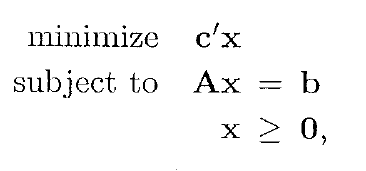 minimize c′x
subject to Ax = b
x ≥ 0,